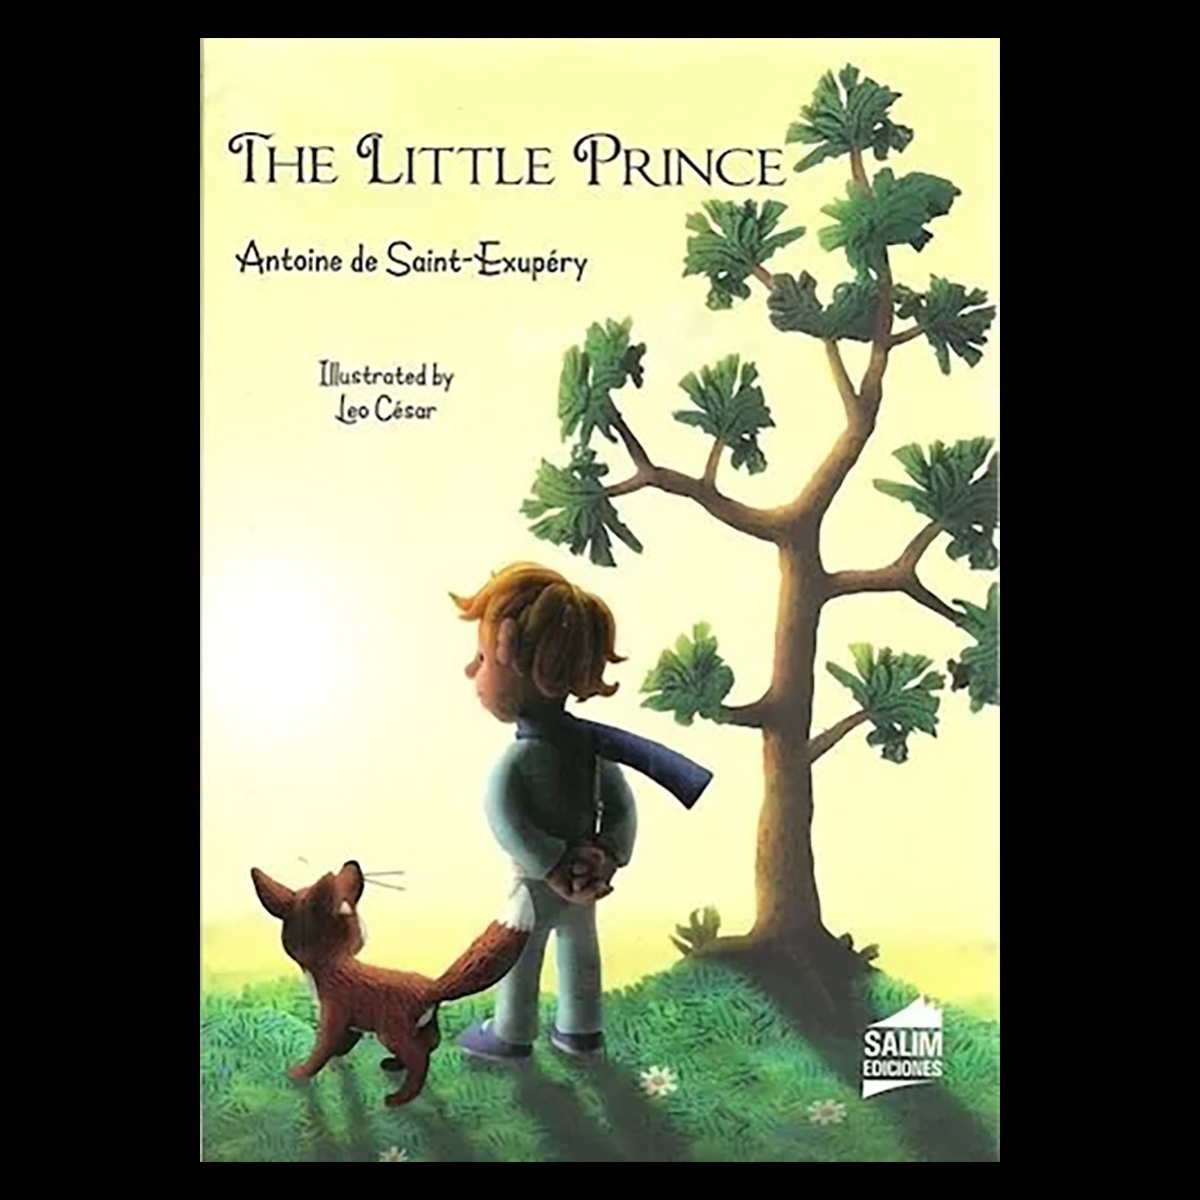 THE LITTLE PRINCE
Antoine de Saint-Exupéry
Illustrated by
Leo César
SALIM
EDICIONES